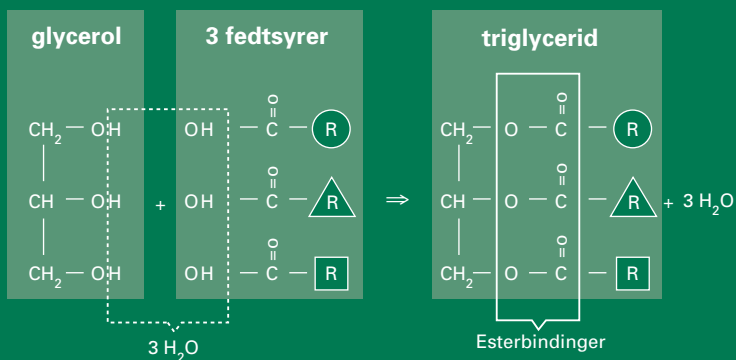 glycerol 3 fedtsyrer triglycerid
O O O
CH₂ — OH OH — C — R CH₂ — O — C — R
O O
CH — OH + OH — C — R ⇒ CH — O — C — R + 3 H₂O
O O
CH₂ — OH OH — C — R CH₂ — O — C — R
3 H₂O Esterbindinger